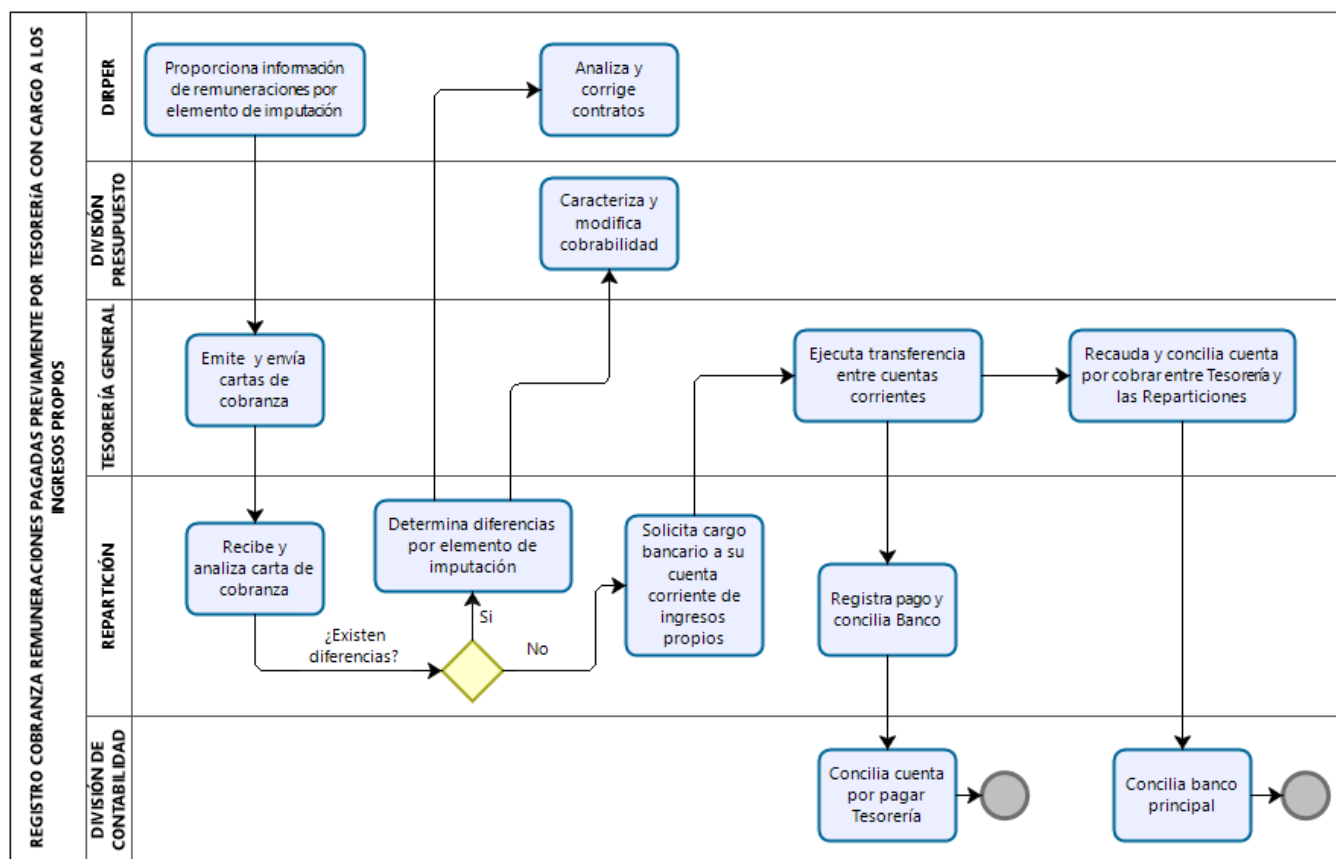 REGISTRO COBRANZA REMUNERACIONES PAGADAS PREVIAMENTE POR TESORERÍA CON CARGO A LOS
INGRESOS PROPIOS
DIRPER
Proporciona información
de remuneraciones por
elemento de imputación
Analiza y
corrige
contratos
DIVISIÓN
PRESUPUESTO
Caracteriza y
modifica
cobrabilidad
TESORERÍA GENERAL
Emite y envía
cartas de
cobranza
Ejecuta transferencia
entre cuentas
corrientes
Recauda y concilia cuenta
por cobrar entre Tesorería y
las Reparticiones
REPARTICIÓN
Recibe y
analiza carta de
cobranza
¿Existen
diferencias?
Determina diferencias
por elemento de
imputación
Si
No
Solicita cargo
bancario a su
cuenta
corriente de
ingresos
propios
Registra pago y
concilia Banco
DIVISIÓN DE
CONTABILIDAD
Concilia cuenta
por pagar
Tesorería
Concilia banco
principal